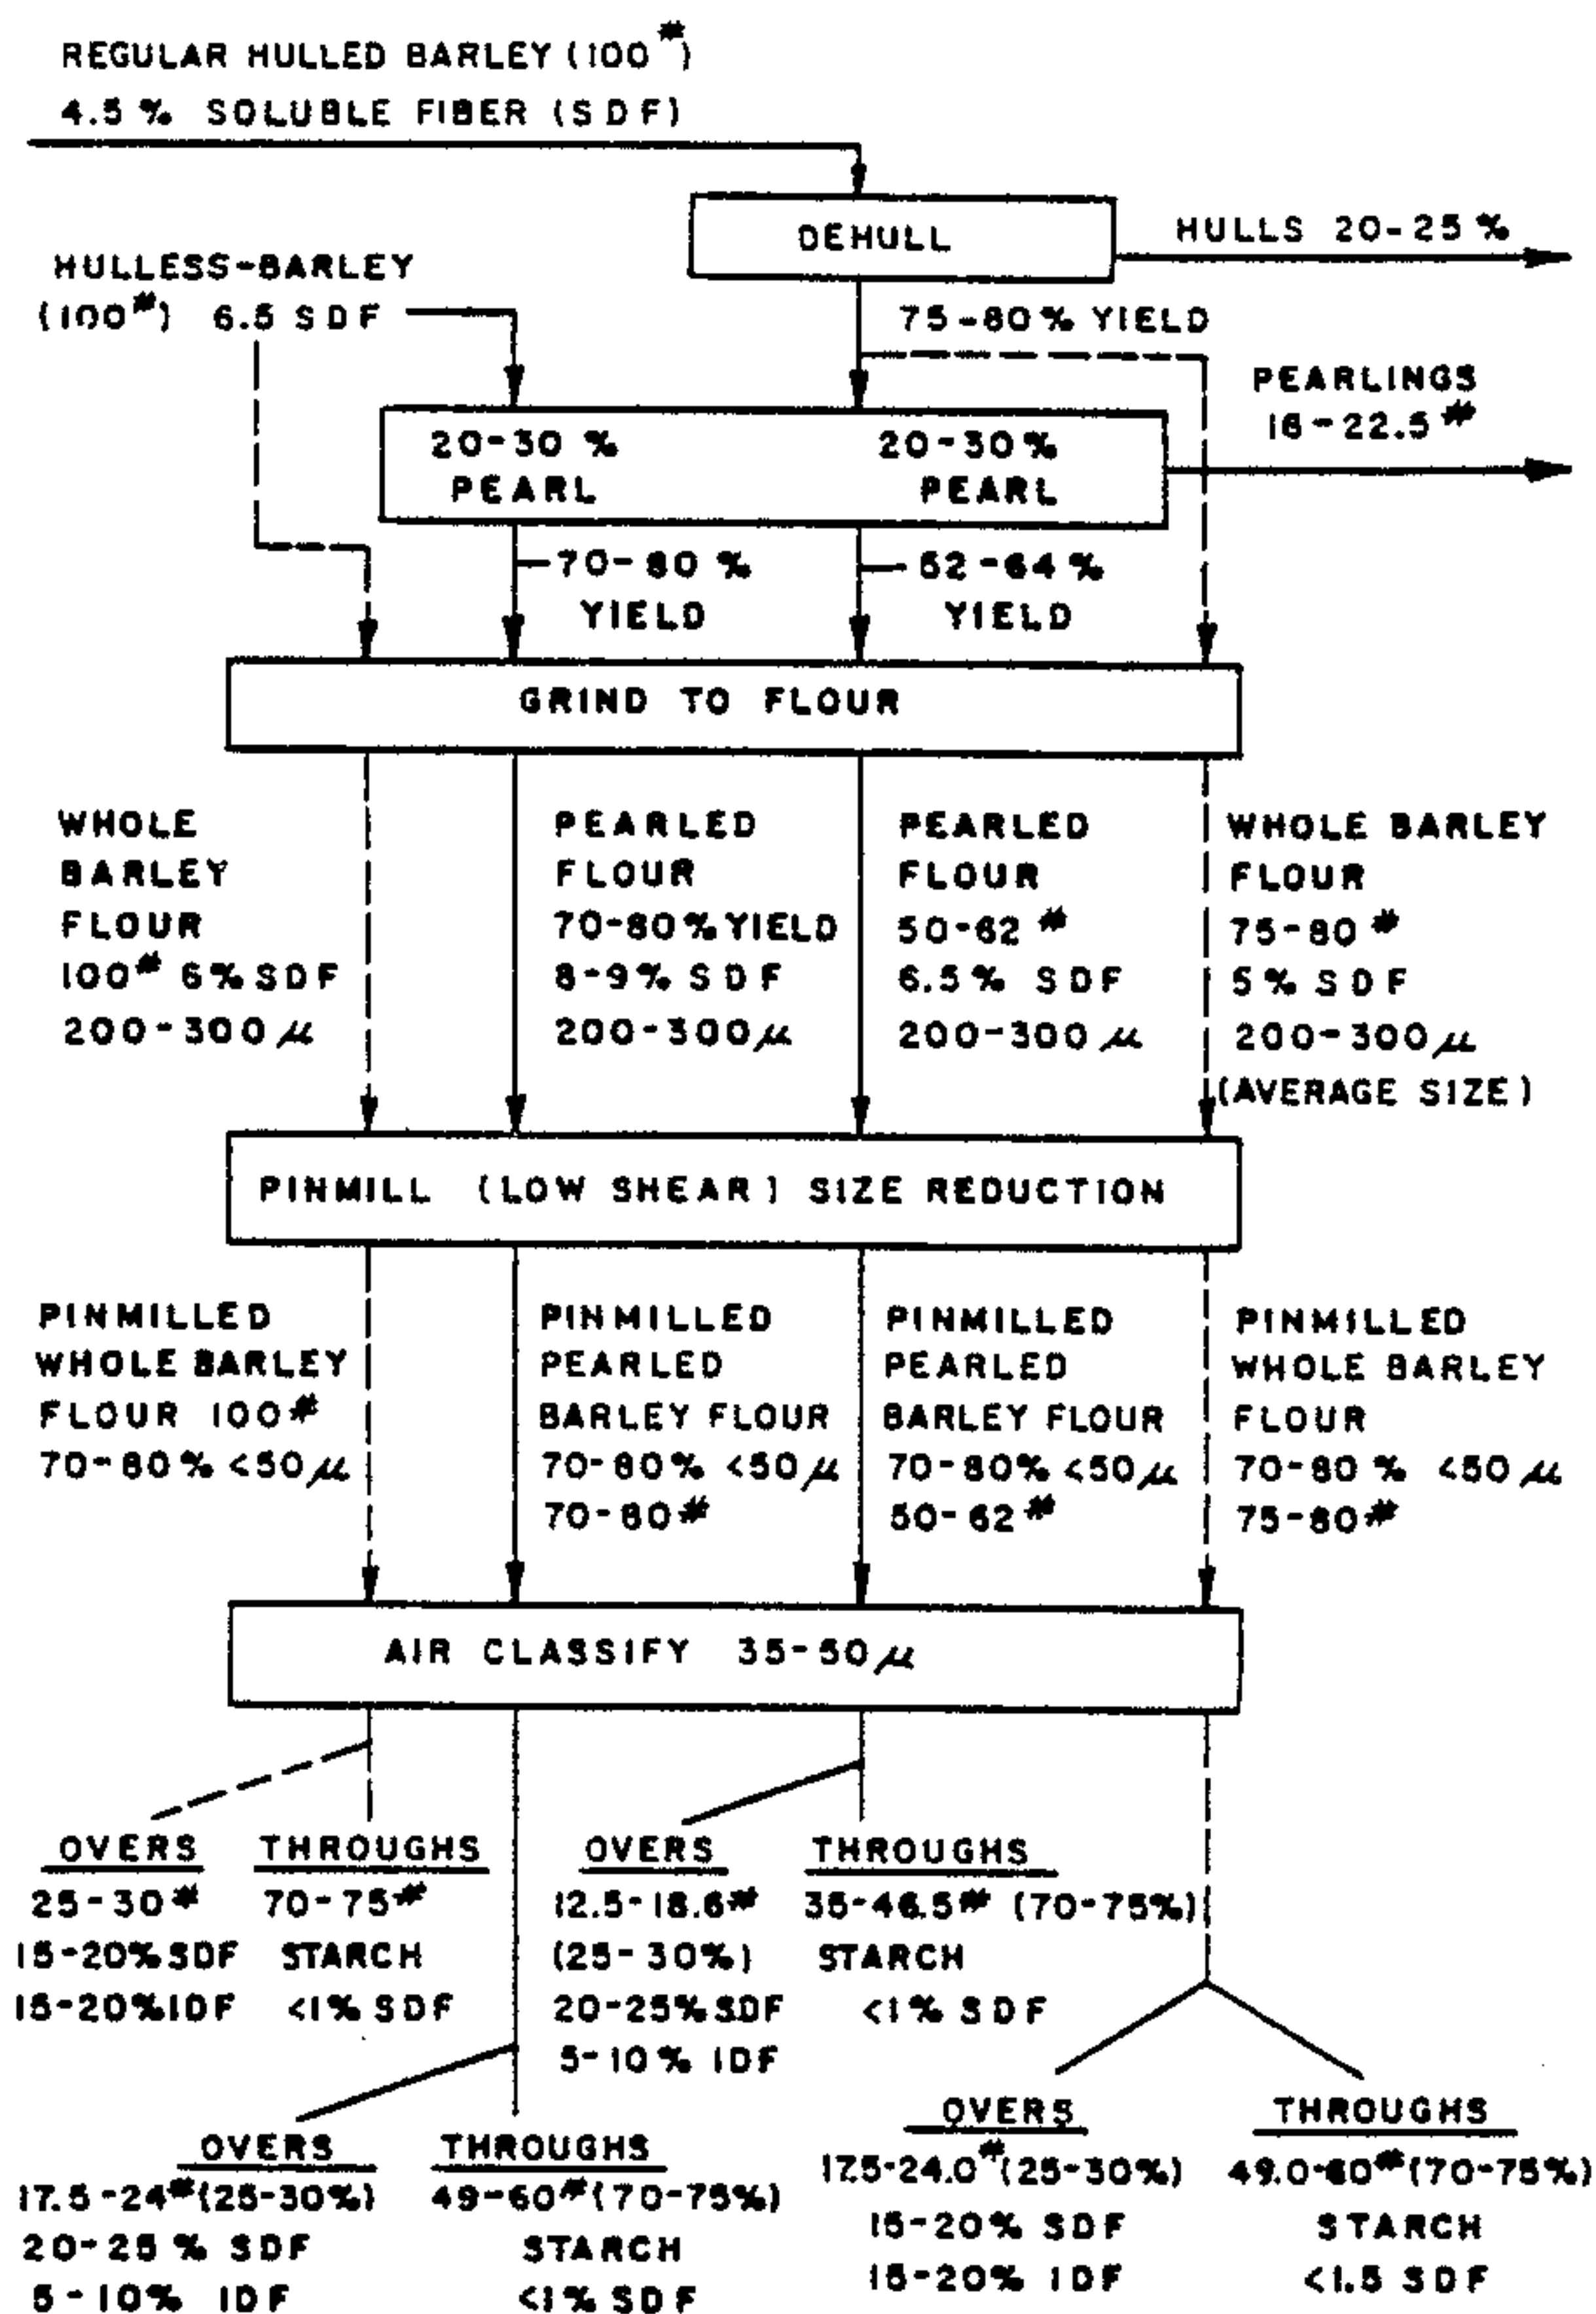 REGULAR HULLED BARLEY (100#)
4.5% SOLUBLE FIBER (SDF)
DEHULL
HULLS 20-25%
HULLESS-BARLEY
(100#) 6.5 SDF
75-80% YIELD
PEARLINGS
16-22.5#
20-30%
PEARL
20-30%
PEARL
70-80%
YIELD
52-64%
YIELD
GRIND TO FLOUR
WHOLE
BARLEY
FLOUR
100# 6% SDF
200-300μ
PEARLED
FLOUR
70-80% YIELD
8-9% SDF
200-300μ
PEARLED
FLOUR
50-62#
6.5% SDF
200-300μ
WHOLE BARLEY
FLOUR
75-80#
5% SDF
200-300μ
(AVERAGE SIZE)
PINMILL (LOW SHEAR) SIZE REDUCTION
PINMILLED
WHOLE BARLEY
FLOUR 100#
70-80% <50μ
PINMILLED
PEARLED
BARLEY FLOUR
70-80% <50μ
70-80#
PINMILLED
PEARLED
BARLEY FLOUR
70-80% <50μ
50-62#
PINMILLED
WHOLE BARLEY
FLOUR
70-80% <50μ
75-80#
AIR CLASSIFY 35-50μ
OVERS
25-30#
15-20% SDF
15-20% IDF
THROUGHS
70-75#
STARCH
<1% SDF
OVERS
12.5-18.6#
(25-30%)
20-25% SDF
5-10% IDF
THROUGHS
35-46.5# (70-75%)
STARCH
<1% SDF
OVERS
17.5-24# (25-30%)
20-25% SDF
5-10% IDF
THROUGHS
49-60# (70-75%)
STARCH
<1% SDF
OVERS
17.5-24.0# (25-30%)
15-20% SDF
15-20% IDF
THROUGHS
49.0-60# (70-75%)
STARCH
<1.5 SDF